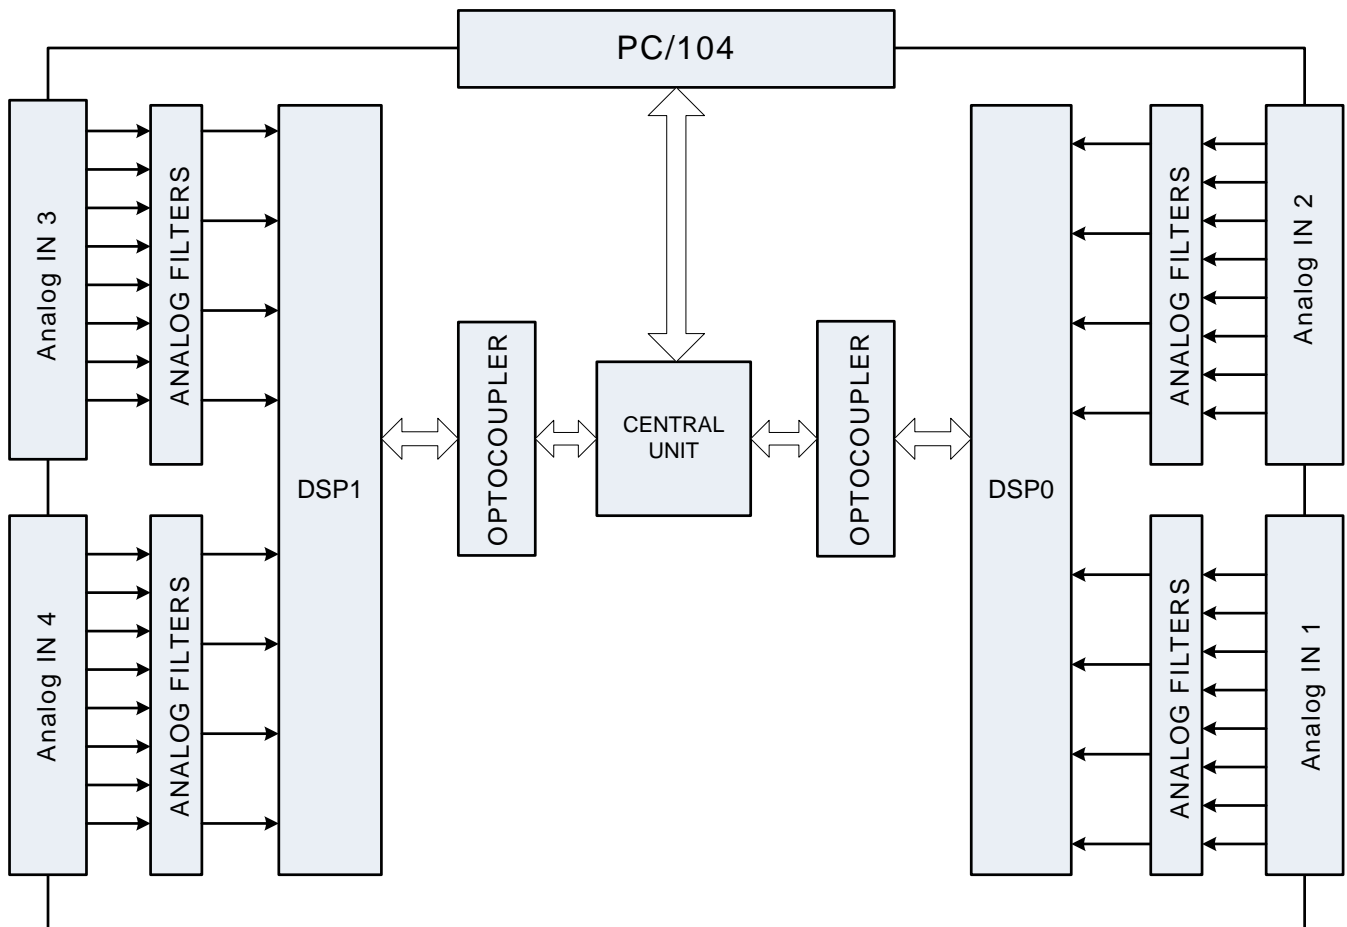 PC/104
Analog IN 3
ANALOG FILTERS
DSP1
OPTOCOUPLER
CENTRAL
UNIT
OPTOCOUPLER
DSP0
ANALOG FILTERS
Analog IN 2
Analog IN 4
ANALOG FILTERS
ANALOG FILTERS
Analog IN 1